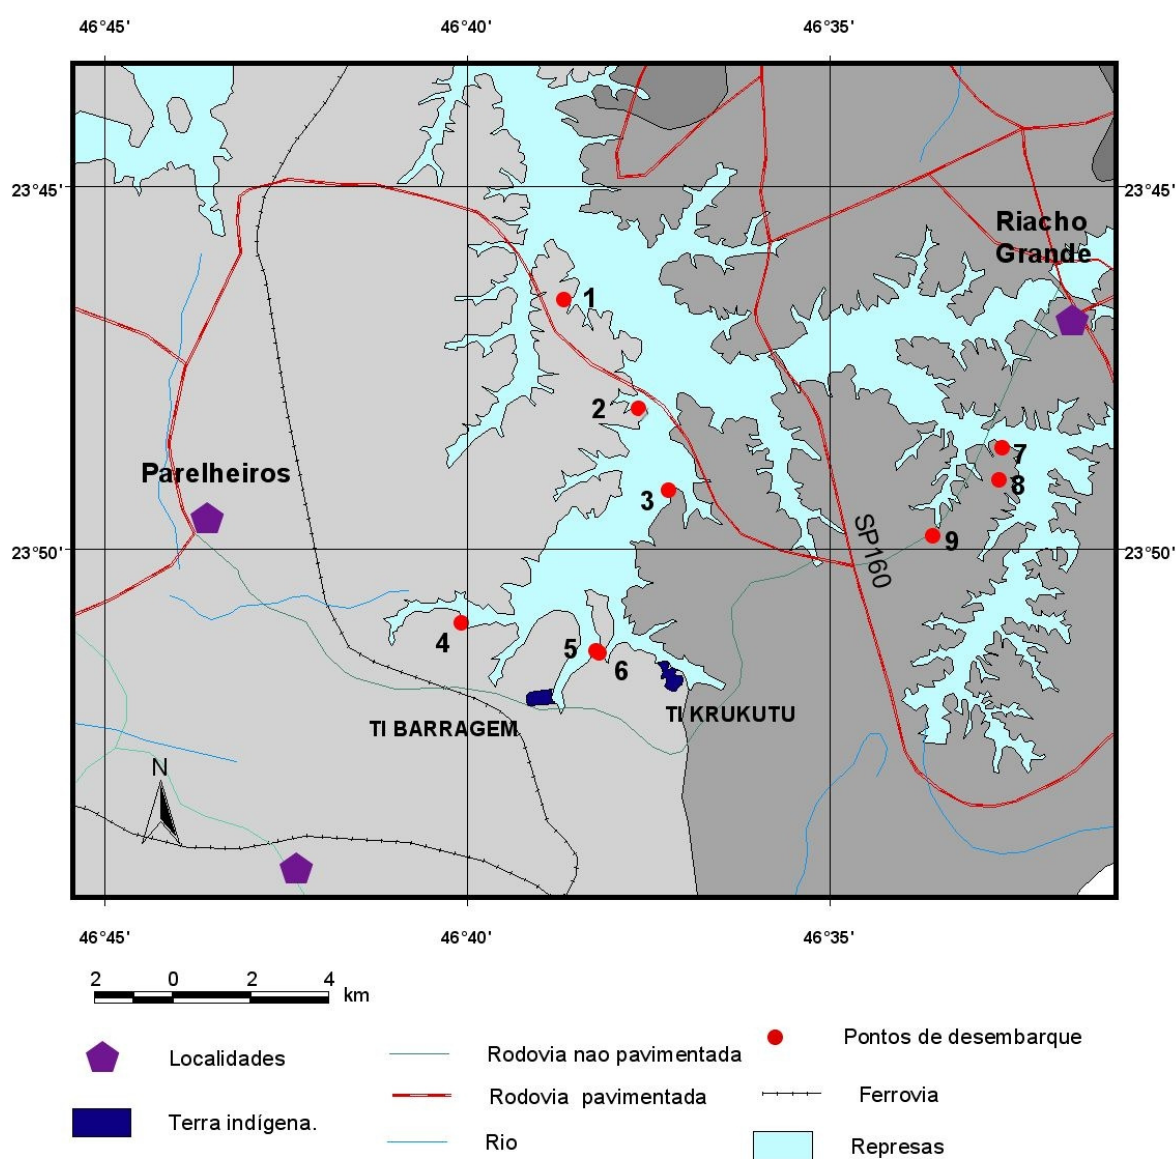 46°45' 46°40' 46°35'
23°45' 23°45'
Riacho
Grande
1
2
7
Parelheiros
8
3
SP160
9
23°50' 23°50'
4
5
6
TI KRUKUTU
TI BARRAGEM
N
46°45' 46°40' 46°35'
2 0 2 4
km
Localidades
Rodovia nao pavimentada
Pontos de desembarque
Terra indígena.
Rodovia pavimentada
Ferrovia
Rio
Represas